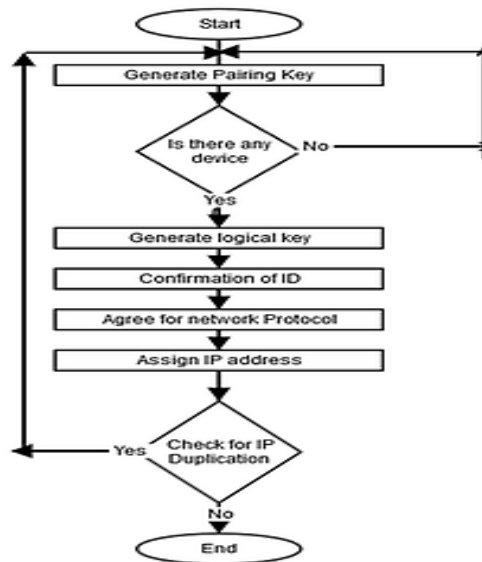 Start
Generate Pairing Key
Is there any
device
No
Yes
Generate logical key
Confirmation of ID
Agree for network Protocol
Assign IP address
Check for IP
Duplication
Yes
No
End